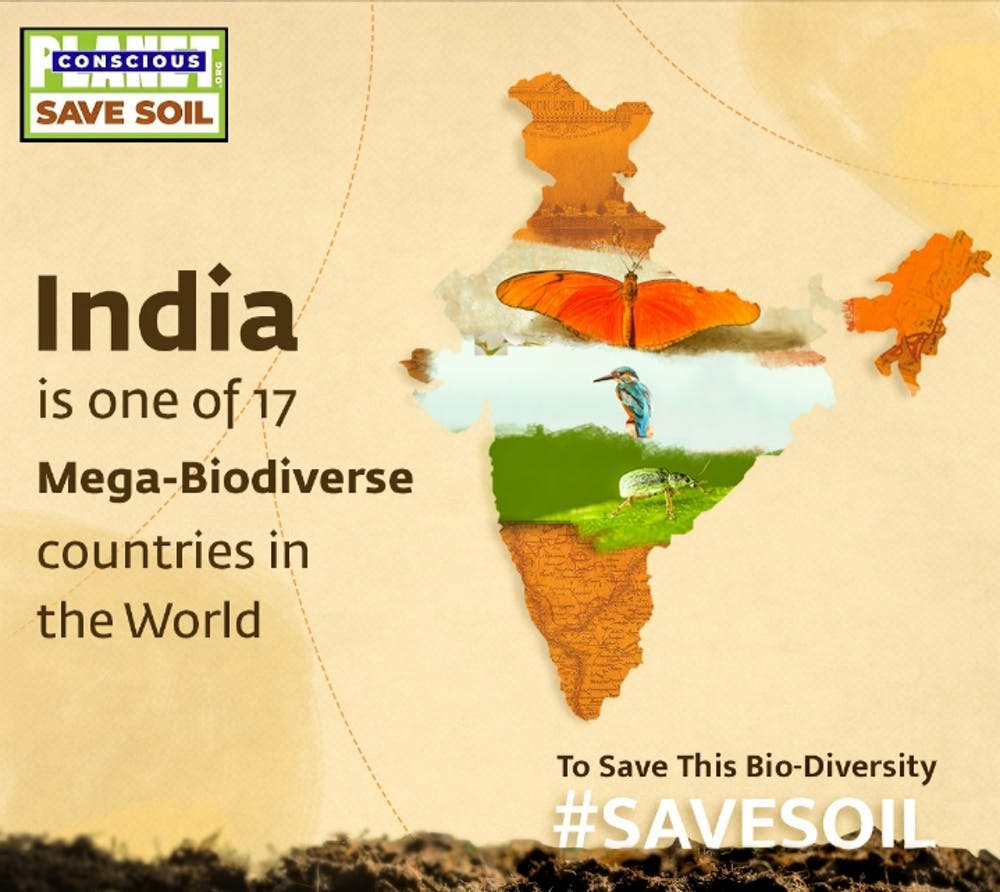 PLANET
CONSCIOUS
.ORG
SAVE SOIL
India
is one of 17
Mega-Biodiverse
countries in
the World
To Save This Bio-Diversity
#SAVESOIL